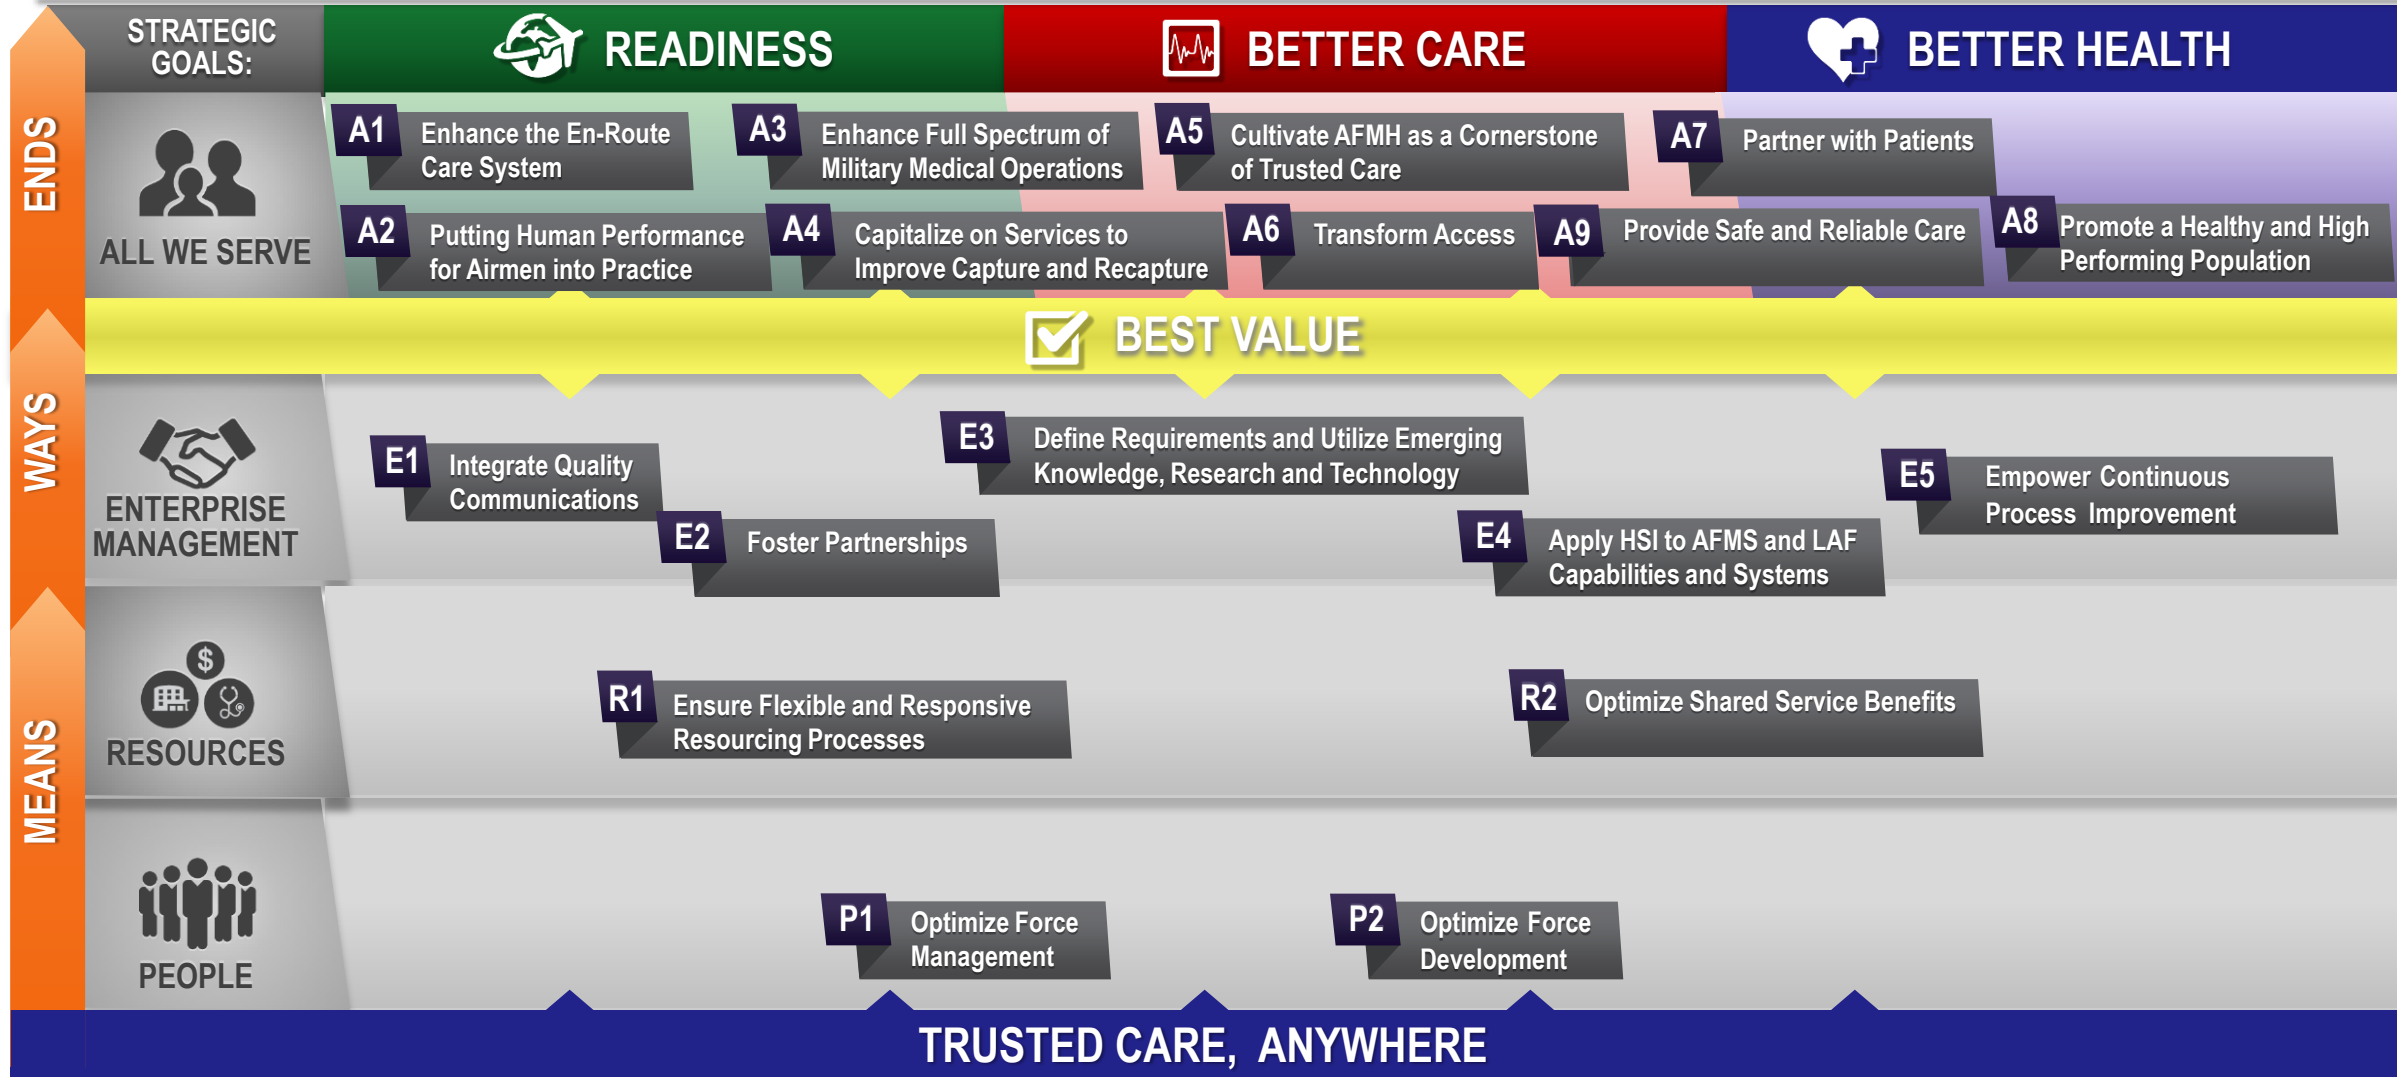 STRATEGIC
GOALS:
READINESS
BETTER CARE
BETTER HEALTH
ENDS
ALL WE SERVE
A1
Enhance the En-Route
Care System
A3
Enhance Full Spectrum of
Military Medical Operations
A5
Cultivate AFMH as a Cornerstone
of Trusted Care
A7
Partner with Patients
A2
Putting Human Performance
for Airmen into Practice
A4
Capitalize on Services to
Improve Capture and Recapture
A6
Transform Access
A9
Provide Safe and Reliable Care
A8
Promote a Healthy and High
Performing Population
BEST VALUE
WAYS
ENTERPRISE
MANAGEMENT
E1
Integrate Quality
Communications
E2
Foster Partnerships
E3
Define Requirements and Utilize Emerging
Knowledge, Research and Technology
E4
Apply HSI to AFMS and LAF
Capabilities and Systems
E5
Empower Continuous
Process Improvement
MEANS
$
RESOURCES
R1
Ensure Flexible and Responsive
Resourcing Processes
R2
Optimize Shared Service Benefits
PEOPLE
P1
Optimize Force
Management
P2
Optimize Force
Development
TRUSTED CARE, ANYWHERE